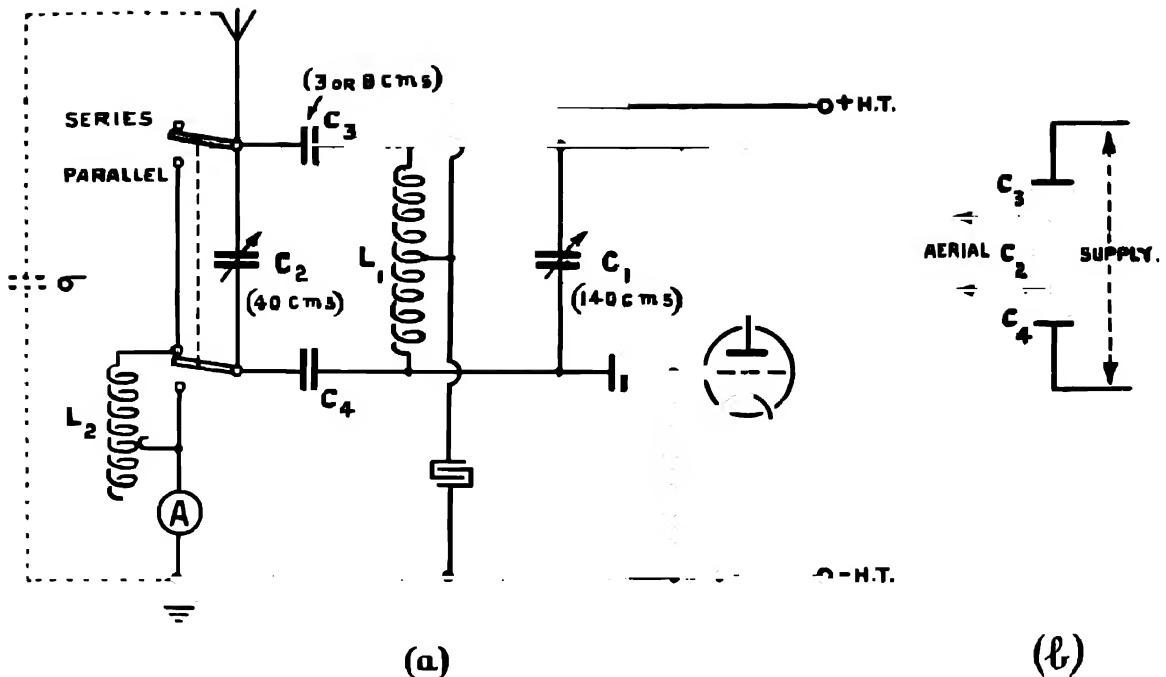 (3 OR 8 cms)
C3
+ H.T.
SERIES
PARALLEL
C2
(40 cms)
L1
C1
(140 cms)
σ
C4
L2
A
- H.T.
(a)
C3
AERIAL C2
SUPPLY.
C4
(b)